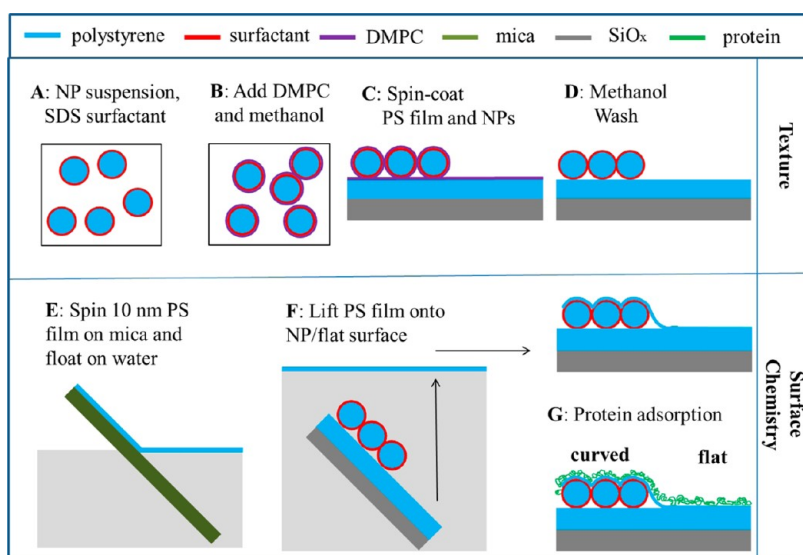 polystyrene surfactant DMPC mica SiOx protein
A: NP suspension,
SDS surfactant
B: Add DMPC
and methanol
C: Spin-coat
PS film and NPs
D: Methanol
Wash
Texture
E: Spin 10 nm PS
film on mica and
float on water
F: Lift PS film onto
NP/flat surface
G: Protein adsorption
curved flat
Surface
Chemistry